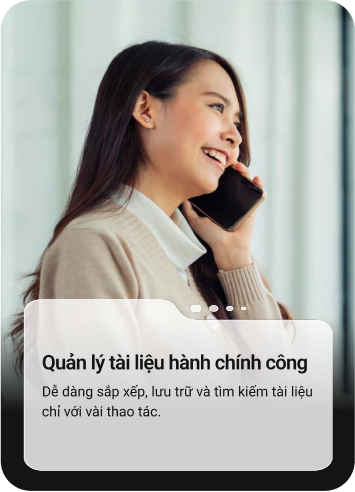 Quản lý tài liệu hành chính công
Dễ dàng sắp xếp, lưu trữ và tìm kiếm tài liệu
chỉ với vài thao tác.